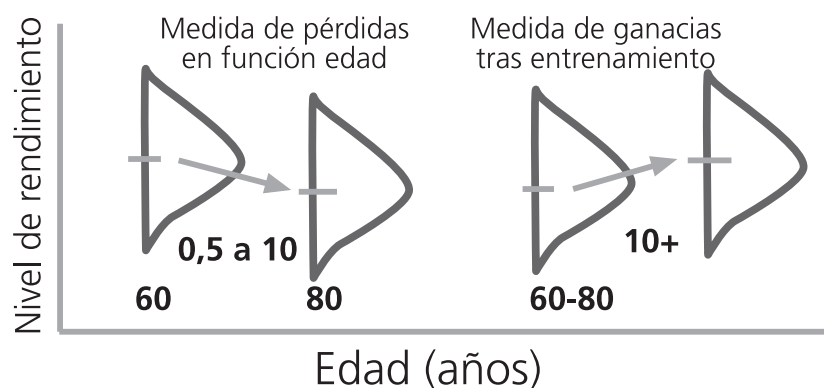 Medida de pérdidas
en función edad
Medida de ganacias
tras entrenamiento
Nivel de rendimiento
0,5 a 10
10+
60
80
60-80
Edad (años)